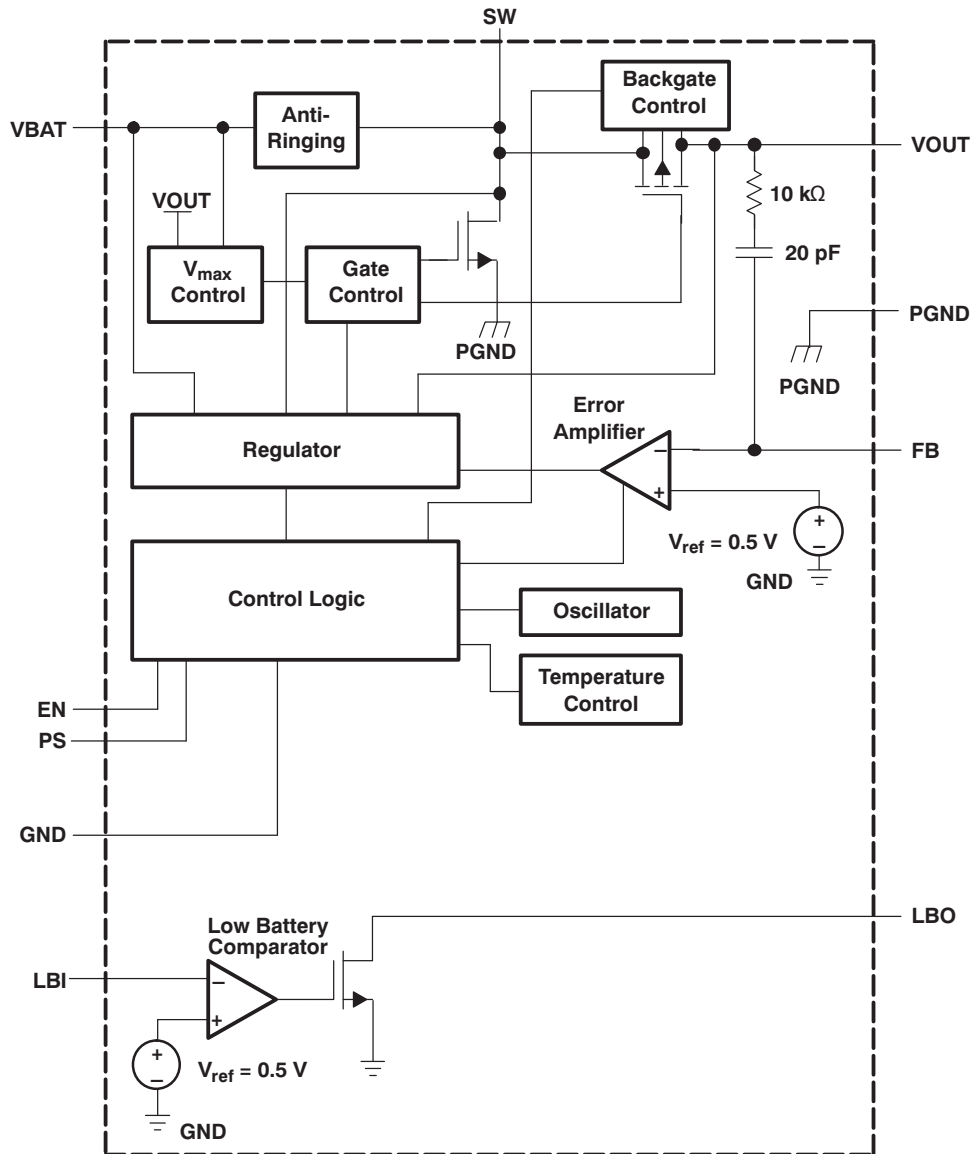 SW
Backgate
Control
Anti-
Ringing
VBAT
VOUT
VOUT
10 kΩ
20 pF
Vmax
Control
Gate
Control
PGND
PGND
PGND
Error
Amplifier
Regulator
−
+
FB
+
−
Vref = 0.5 V
GND
Control Logic
Oscillator
Temperature
Control
EN
PS
GND
LBO
Low Battery
Comparator
LBI
−
+
+
−
Vref = 0.5 V
GND